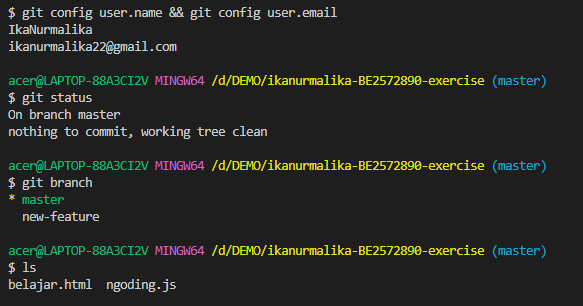 $ git config user.name && git config user.email
IkaNurmalika
ikanurmalika22@gmail.com
acer@LAPTOP-88A3CI2V MINGW64 /d/DEMO/ikanurmalika-BE2572890-exercise (master)
$ git status
On branch master
nothing to commit, working tree clean
acer@LAPTOP-88A3CI2V MINGW64 /d/DEMO/ikanurmalika-BE2572890-exercise (master)
$ git branch
* master
  new-feature
acer@LAPTOP-88A3CI2V MINGW64 /d/DEMO/ikanurmalika-BE2572890-exercise (master)
$ ls
belajar.html  ngoding.js